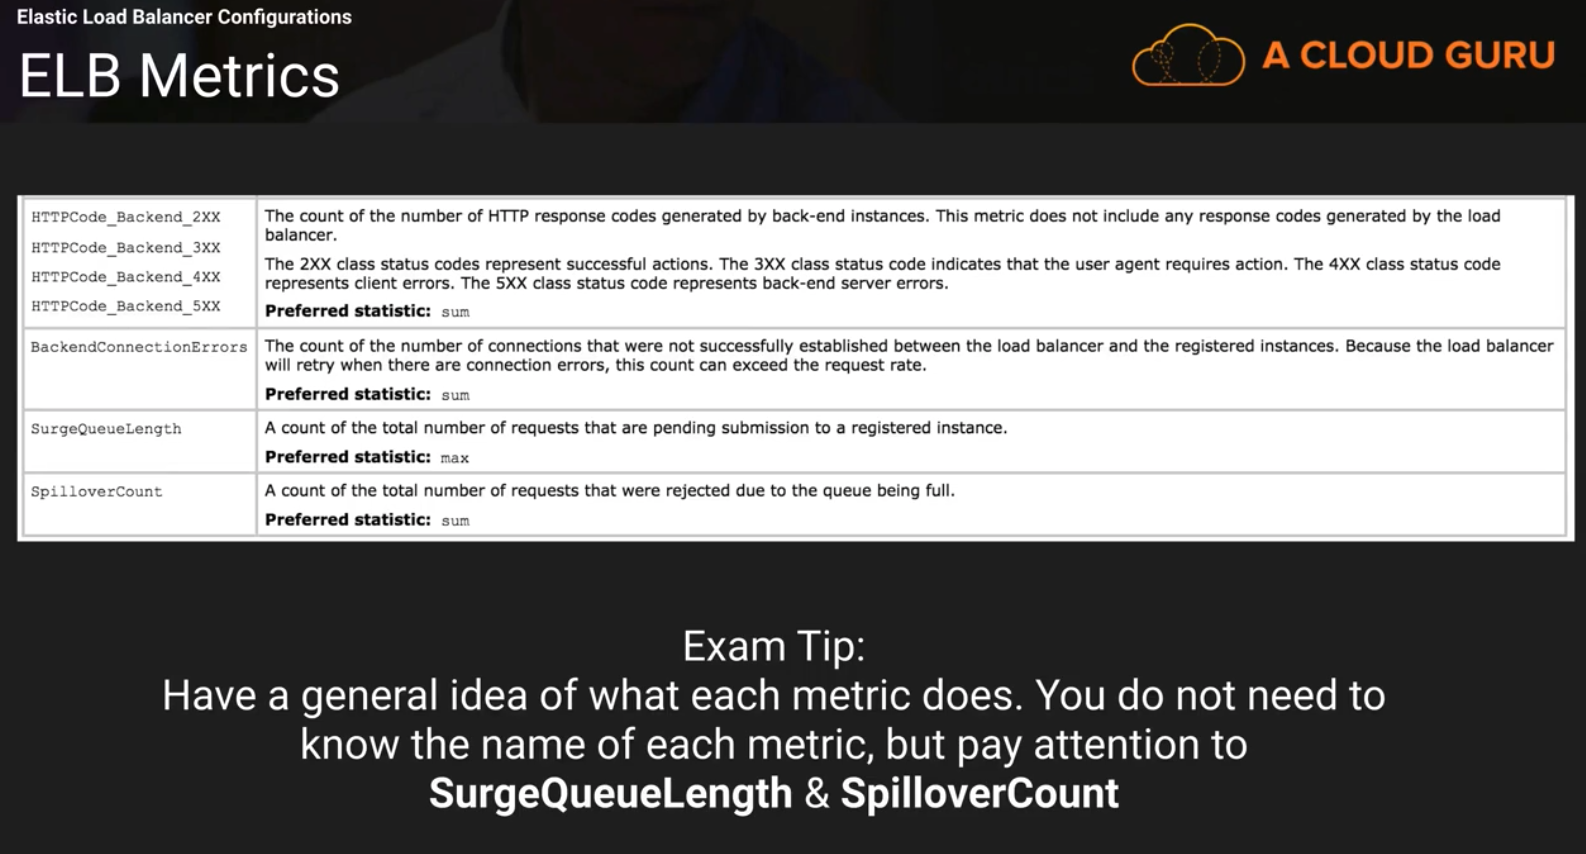 Elastic Load Balancer Configurations
ELB Metrics
A CLOUD GURU
HTTPCode_Backend_2XX
HTTPCode_Backend_3XX
HTTPCode_Backend_4XX
HTTPCode_Backend_5XX
The count of the number of HTTP response codes generated by back-end instances. This metric does not include any response codes generated by the load
balancer.
The 2XX class status codes represent successful actions. The 3XX class status code indicates that the user agent requires action. The 4XX class status code
represents client errors. The 5XX class status code represents back-end server errors.
Preferred statistic: sum
BackendConnectionErrors
The count of the number of connections that were not successfully established between the load balancer and the registered instances. Because the load balancer
will retry when there are connection errors, this count can exceed the request rate.
Preferred statistic: sum
SurgeQueueLength
A count of the total number of requests that are pending submission to a registered instance.
Preferred statistic: max
SpilloverCount
A count of the total number of requests that were rejected due to the queue being full.
Preferred statistic: sum
Exam Tip:
Have a general idea of what each metric does. You do not need to
know the name of each metric, but pay attention to
SurgeQueueLength & SpilloverCount